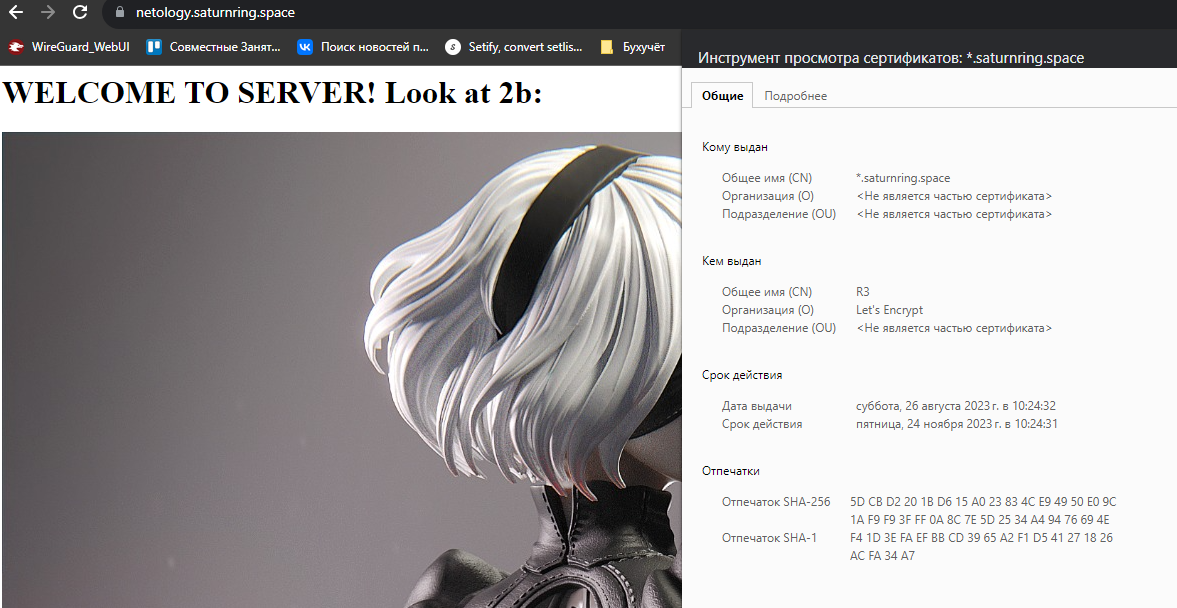 netology.saturnring.space
WireGuard_WebUI
Совместные Занят...
Поиск новостей п...
Setify, convert setlis...
Бухучёт
WELCOME TO SERVER! Look at 2b:
Инструмент просмотра сертификатов: *.saturnring.space
Общие Подробнее
Кому выдан
Общее имя (CN) *.saturnring.space
Организация (O) <Не является частью сертификата>
Подразделение (OU) <Не является частью сертификата>
Кем выдан
Общее имя (CN) R3
Организация (O) Let's Encrypt
Подразделение (OU) <Не является частью сертификата>
Срок действия
Дата выдачи суббота, 26 августа 2023 г. в 10:24:32
Срок действия пятница, 24 ноября 2023 г. в 10:24:31
Отпечатки
Отпечаток SHA-256 5D CB D2 20 1B D6 15 A0 23 83 4C E9 49 50 E0 9C
1A F9 F9 3F FF 0A 8C 7E 5D 25 34 A4 94 76 69 4E
Отпечаток SHA-1 F4 1D 3E FA EF BB CD 39 65 A2 F1 D5 41 27 18 26
AC FA 34 A7